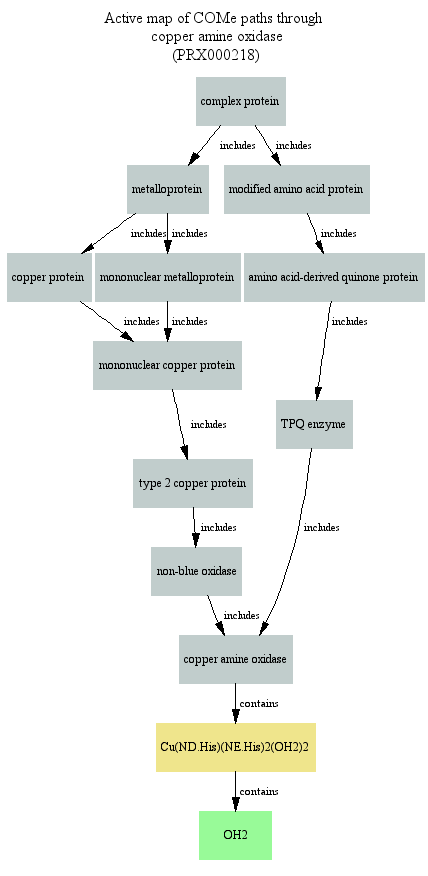 Active map of COMe paths through
copper amine oxidase
(PRX000218)
complex protein
includes
includes
metalloprotein
modified amino acid protein
includes
includes
includes
copper protein
mononuclear metalloprotein
amino acid-derived quinone protein
includes
includes
includes
mononuclear copper protein
TPQ enzyme
includes
type 2 copper protein
includes
includes
non-blue oxidase
includes
copper amine oxidase
contains
Cu(ND.His)(NE.His)2(OH2)2
contains
OH2